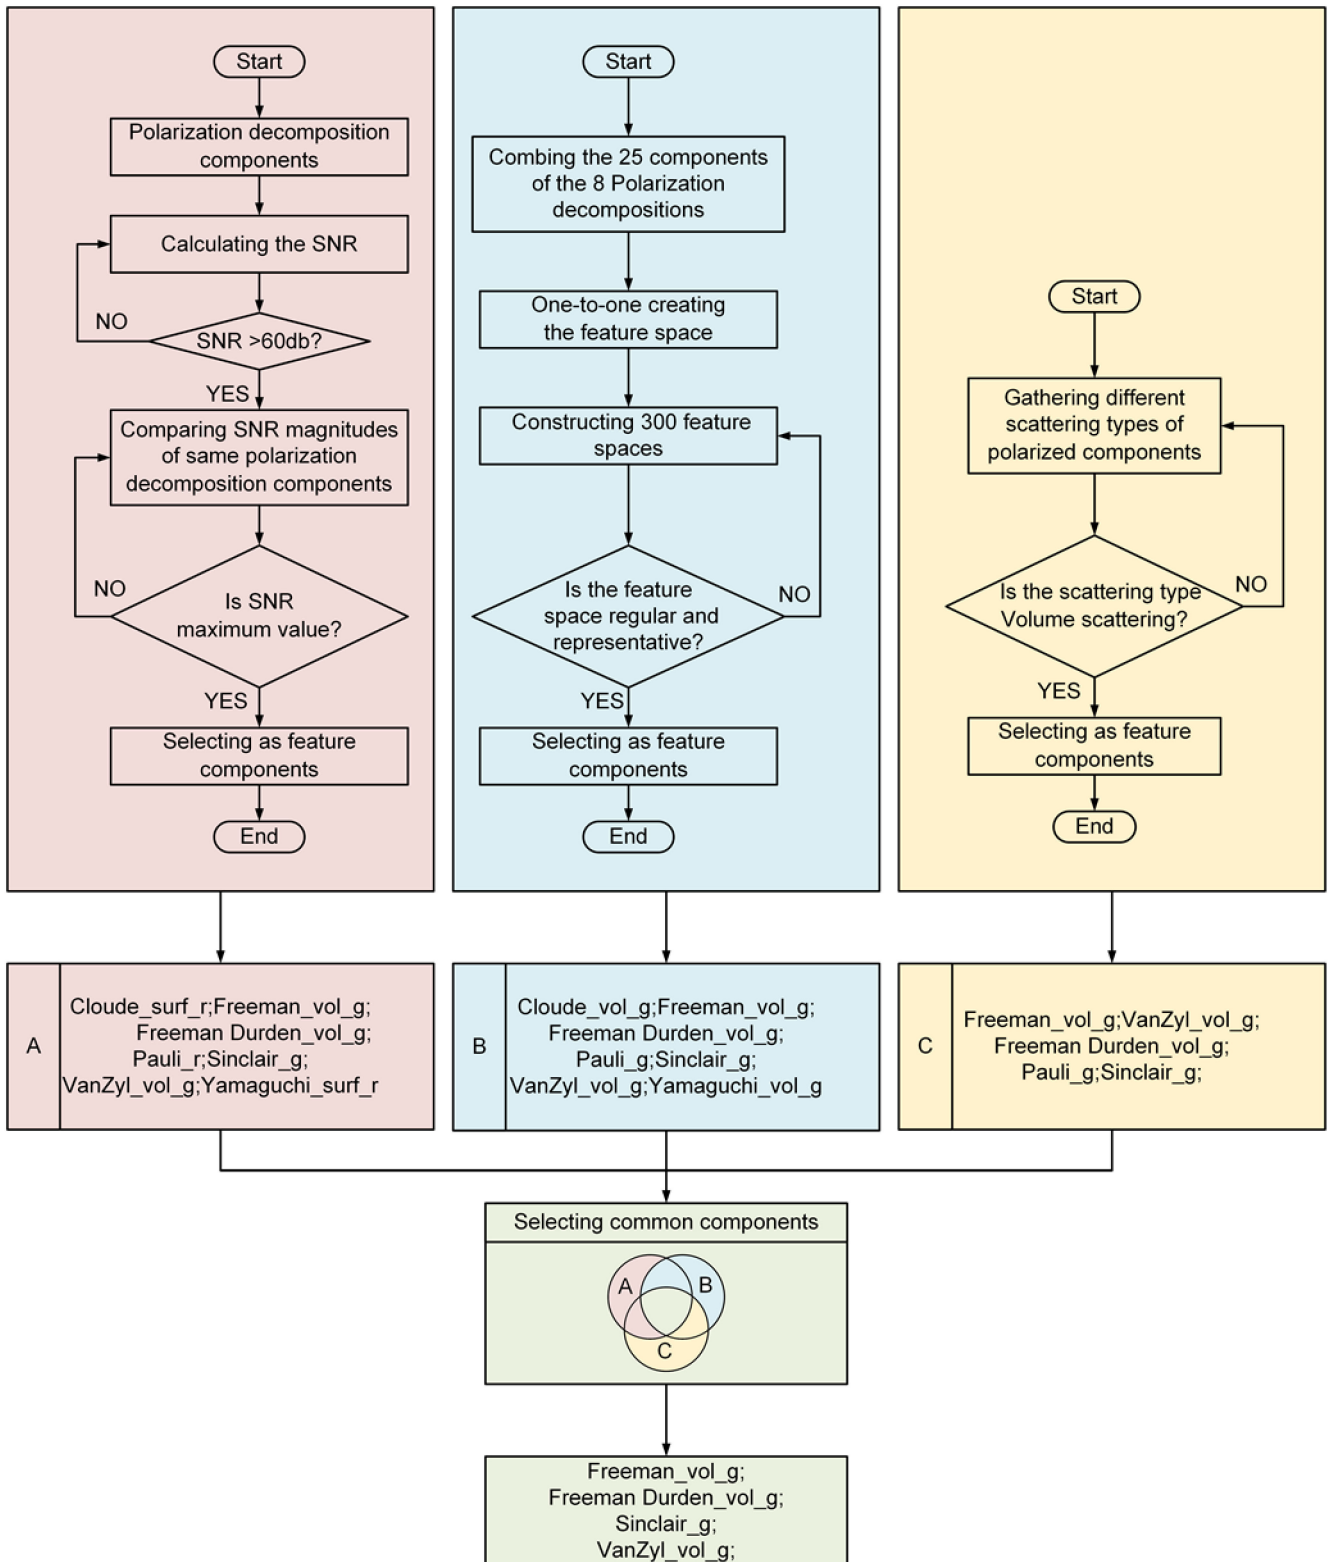 Start
Polarization decomposition
components
Calculating the SNR
NO
SNR >60db?
YES
Comparing SNR magnitudes
of same polarization
decomposition components
NO
Is SNR
maximum value?
YES
Selecting as feature
components
End
Start
Combing the 25 components
of the 8 Polarization
decompositions
One-to-one creating
the feature space
Constructing 300 feature
spaces
Is the feature
space regular and
representative?
NO
YES
Selecting as feature
components
End
Start
Gathering different
scattering types of
polarized components
Is the scattering type
Volume scattering?
NO
YES
Selecting as feature
components
End
A
Cloude_surf_r;Freeman_vol_g;
Freeman Durden_vol_g;
Pauli_r;Sinclair_g;
VanZyl_vol_g;Yamaguchi_surf_r
B
Cloude_vol_g;Freeman_vol_g;
Freeman Durden_vol_g;
Pauli_g;Sinclair_g;
VanZyl_vol_g;Yamaguchi_vol_g
C
Freeman_vol_g;VanZyl_vol_g;
Freeman Durden_vol_g;
Pauli_g;Sinclair_g;
Selecting common components
A
B
C
Freeman_vol_g;
Freeman Durden_vol_g;
Sinclair_g;
VanZyl_vol_g;